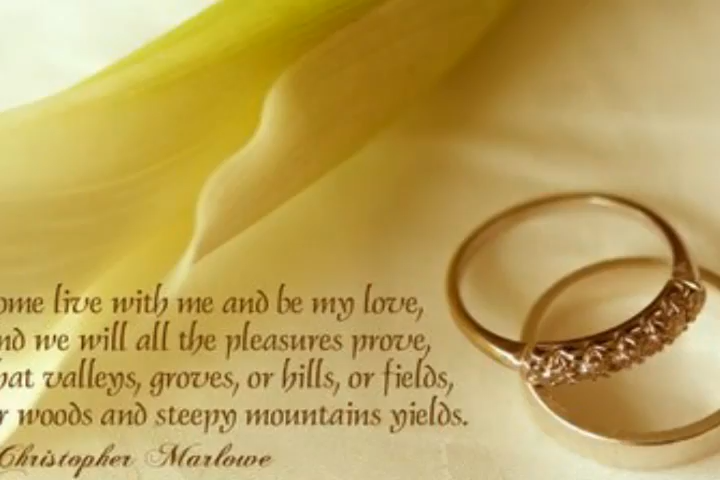 ome live with me and be my love,
nd we will all the pleasures prove,
hat valleys, groves, or hills, or fields,
r woods and steepy mountains yields.
Christopher Marlowe